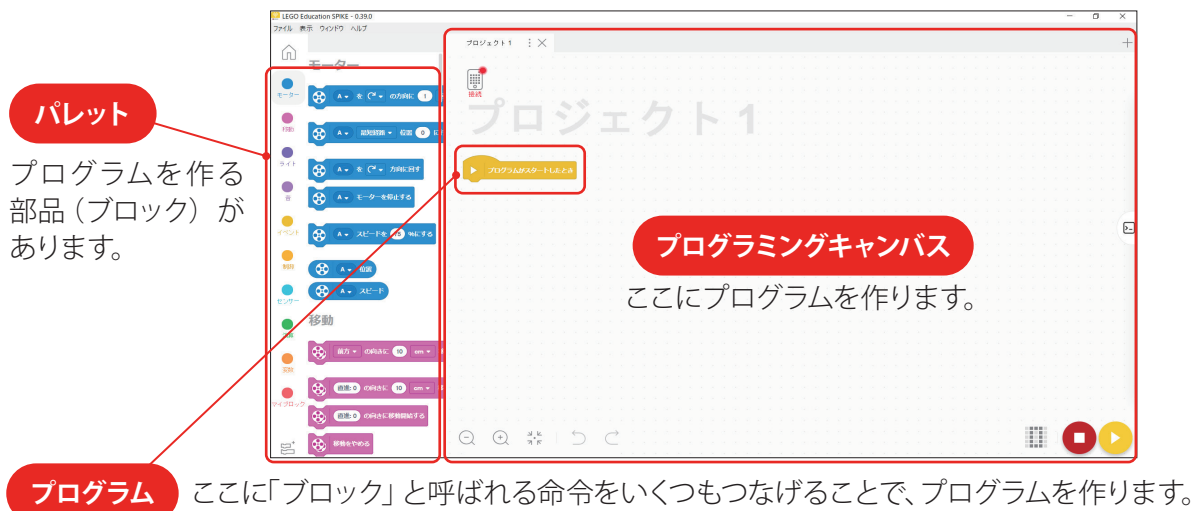 LEGO Education SPIKE - 0.39.0
ファイル 表示 ウィンドウ ヘルプ
プロジェクト 1
モーター
接続
プロジェクト 1
モーター
移動
ライト
音
イベント
制御
センサー
変数
マイブロック
A を の方向に 1
A 最短経路 位置 0
A を 方向に回す
A モーターを停止する
A スピードを 75 %にする
A 位置
A スピード
移動
前方 の向きに 10 cm
直進: 0 の向きに 10 cm
直進: 0 の向きに移動開始する
移動をやめる
プログラムがスタートしたとき
パレット
プログラムを作る
部品（ブロック）が
あります。
プログラミングキャンバス
ここにプログラムを作ります。
プログラム
ここに「ブロック」と呼ばれる命令をいくつもつなげることで、プログラムを作ります。